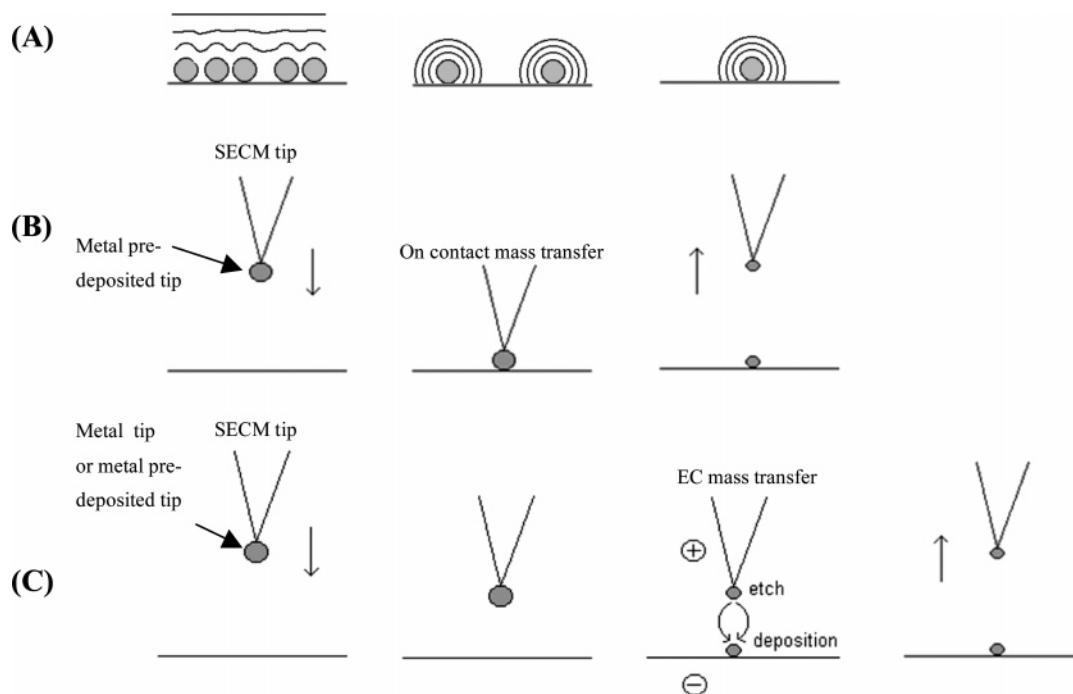 (A)
SECM tip
(B)
Metal pre-
deposited tip
On contact mass transfer
Metal tip
or metal pre-
deposited tip
SECM tip
EC mass transfer
(C)
+
etch
deposition
−